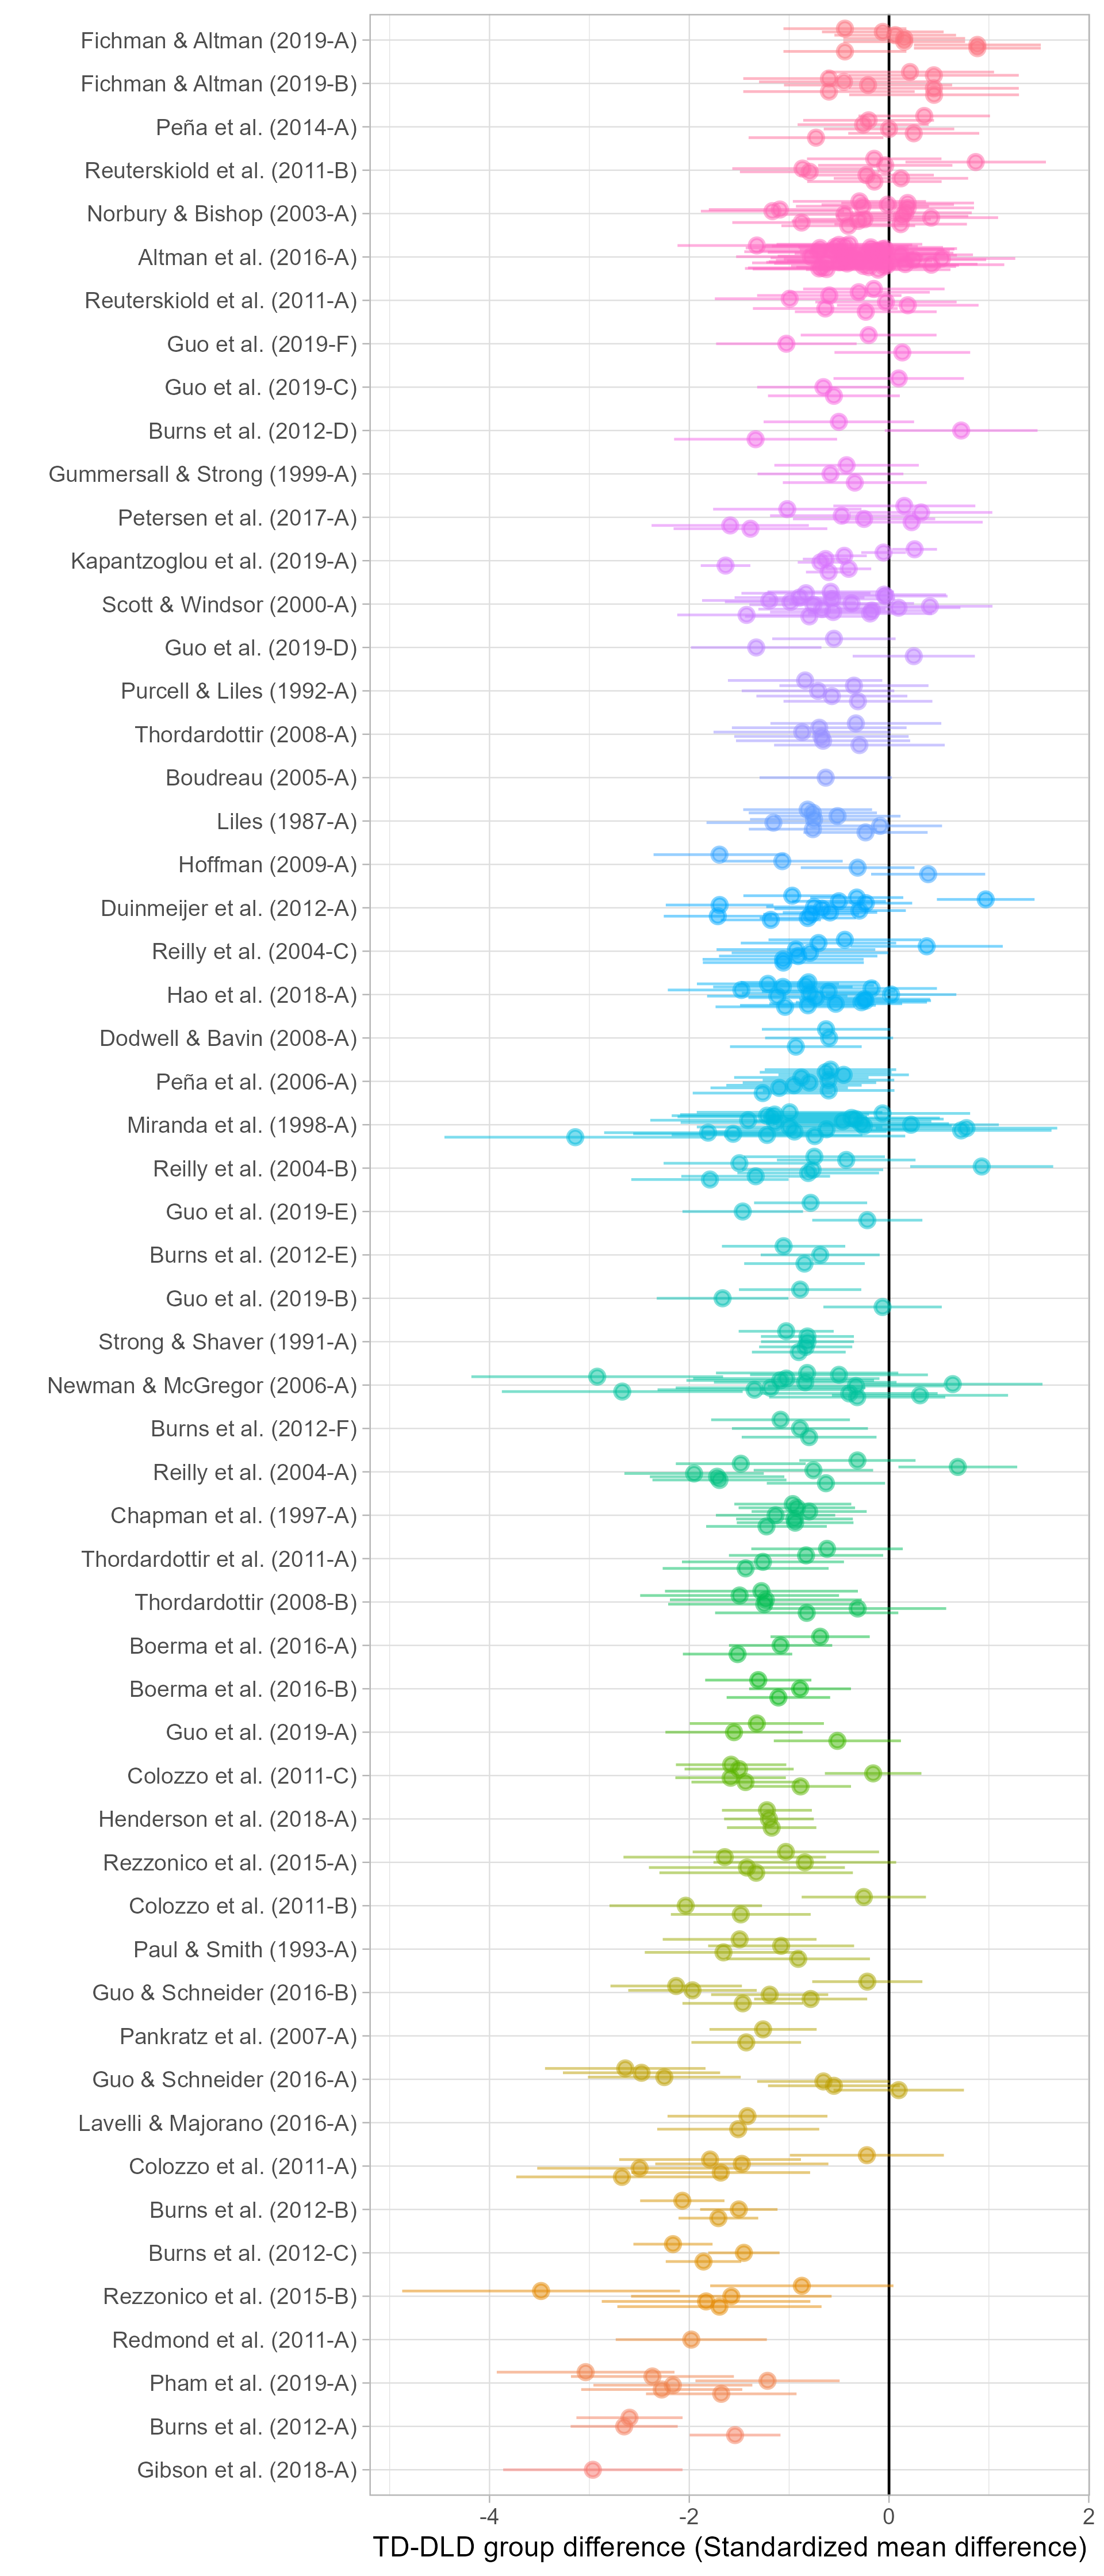 Fichman & Altman (2019-A)
Fichman & Altman (2019-B)
Peña et al. (2014-A)
Reuterskiold et al. (2011-B)
Norbury & Bishop (2003-A)
Altman et al. (2016-A)
Reuterskiold et al. (2011-A)
Guo et al. (2019-F)
Guo et al. (2019-C)
Burns et al. (2012-D)
Gummersall & Strong (1999-A)
Petersen et al. (2017-A)
Kapantzoglou et al. (2019-A)
Scott & Windsor (2000-A)
Guo et al. (2019-D)
Purcell & Liles (1992-A)
Thordardottir (2008-A)
Boudreau (2005-A)
Liles (1987-A)
Hoffman (2009-A)
Duinmeijer et al. (2012-A)
Reilly et al. (2004-C)
Hao et al. (2018-A)
Dodwell & Bavin (2008-A)
Peña et al. (2006-A)
Miranda et al. (1998-A)
Reilly et al. (2004-B)
Guo et al. (2019-E)
Burns et al. (2012-E)
Guo et al. (2019-B)
Strong & Shaver (1991-A)
Newman & McGregor (2006-A)
Burns et al. (2012-F)
Reilly et al. (2004-A)
Chapman et al. (1997-A)
Thordardottir et al. (2011-A)
Thordardottir (2008-B)
Boerma et al. (2016-A)
Boerma et al. (2016-B)
Guo et al. (2019-A)
Colozzo et al. (2011-C)
Henderson et al. (2018-A)
Rezzonico et al. (2015-A)
Colozzo et al. (2011-B)
Paul & Smith (1993-A)
Guo & Schneider (2016-B)
Pankratz et al. (2007-A)
Guo & Schneider (2016-A)
Lavelli & Majorano (2016-A)
Colozzo et al. (2011-A)
Burns et al. (2012-B)
Burns et al. (2012-C)
Rezzonico et al. (2015-B)
Redmond et al. (2011-A)
Pham et al. (2019-A)
Burns et al. (2012-A)
Gibson et al. (2018-A)
-4 -2 0 2
TD-DLD group difference (Standardized mean difference)